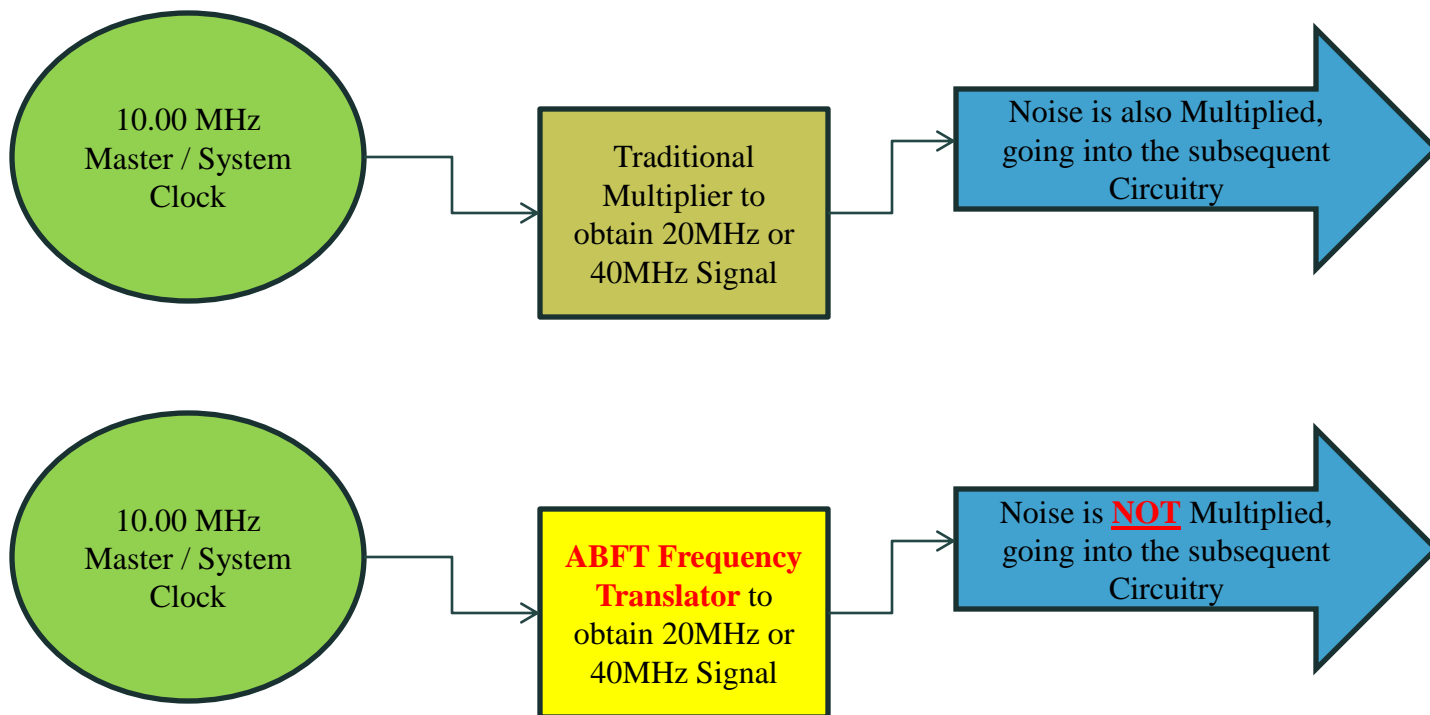 10.00 MHz
Master / System
Clock
Traditional
Multiplier to
obtain 20MHz or
40MHz Signal
Noise is also Multiplied,
going into the subsequent
Circuitry
10.00 MHz
Master / System
Clock
ABFT Frequency
Translator to
obtain 20MHz or
40MHz Signal
Noise is NOT Multiplied,
going into the subsequent
Circuitry